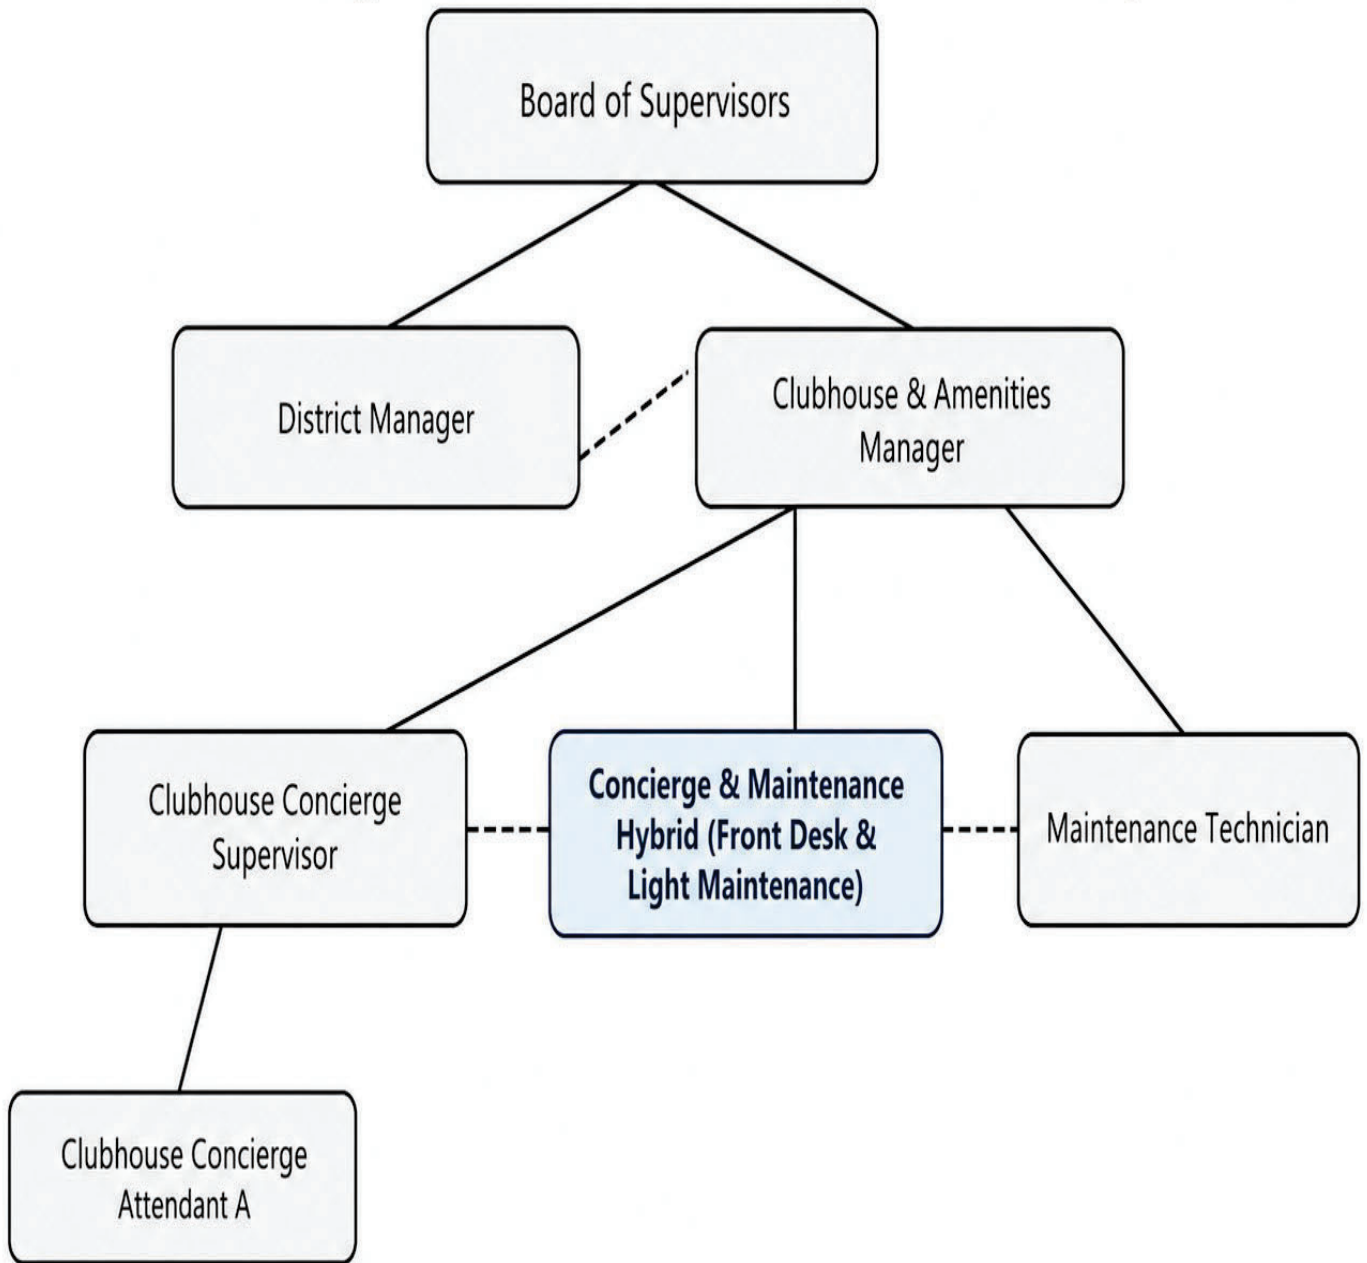 Board of Supervisors
District Manager
Clubhouse & Amenities
Manager
Clubhouse Concierge
Supervisor
Concierge & Maintenance
Hybrid (Front Desk &
Light Maintenance)
Maintenance Technician
Clubhouse Concierge
Attendant A